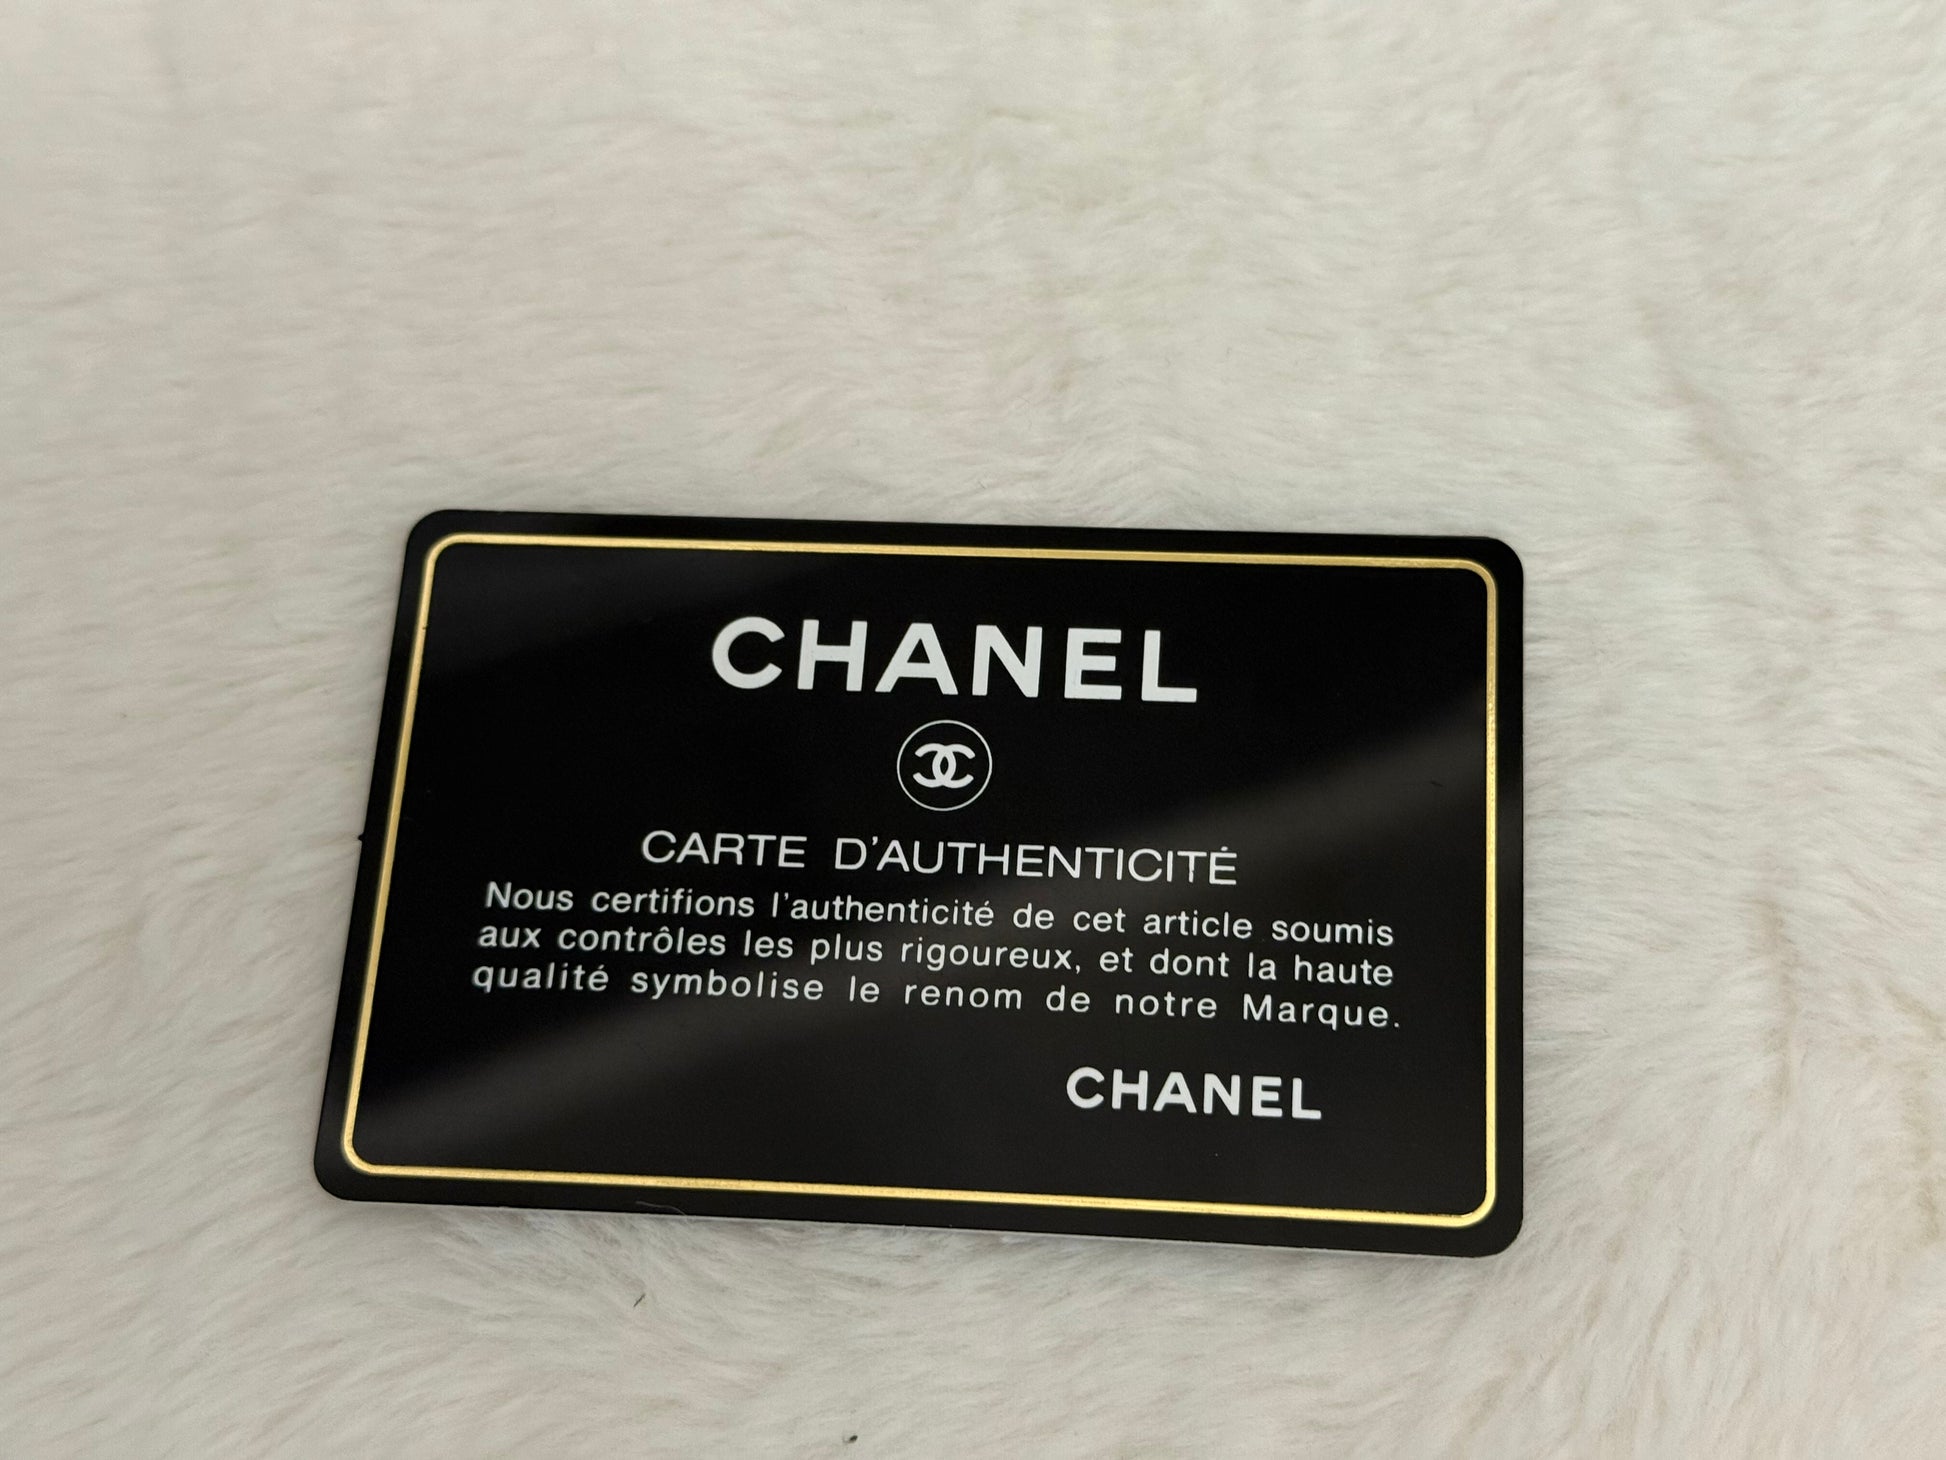 CHANEL
CARTE D'AUTHENTICITÉ
Nous certifions l'authenticité de cet article soumis
aux contrôles les plus rigoureux, et dont la haute
qualité symbolise le renom de notre Marque.
CHANEL